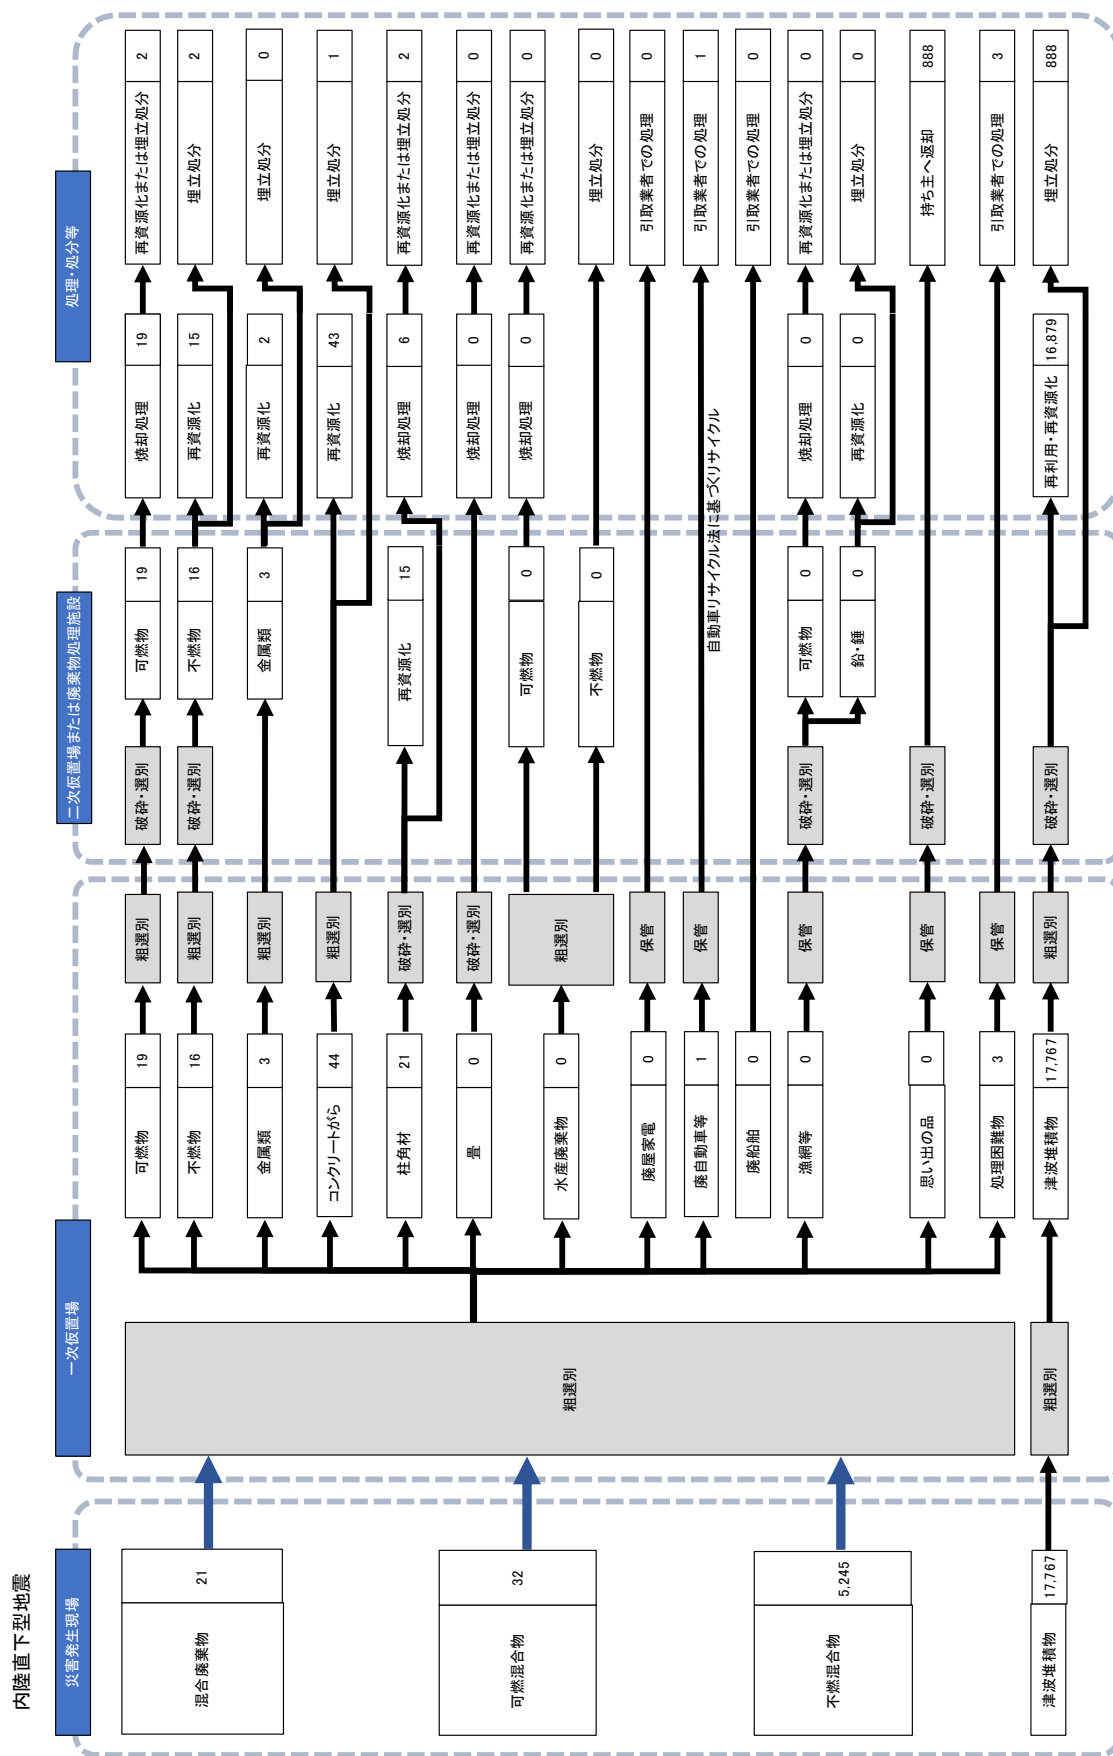 内陸直下型地震
災害発生現場
一次仮置場
二次仮置場または廃棄物処理施設
処理・処分等
混合廃棄物 21
可燃混合物 32
不燃混合物 5,245
津波堆積物 17,767
粗選別
粗選別
可燃物 19 粗選別 破砕・選別 可燃物 19 焼却処理 19 再資源化または埋立処分 2
不燃物 16 粗選別 破砕・選別 不燃物 16 再資源化 15 埋立処分 2
金属類 3 粗選別 金属類 3 再資源化 2 埋立処分 0
コンクリートがら 44 粗選別 再資源化 43 埋立処分 1
柱角材 21 破砕・選別 再資源化 15 焼却処理 6 再資源化または埋立処分 2
畳 0 破砕・選別 焼却処理 0 再資源化または埋立処分 0
水産廃棄物 0 粗選別 可燃物 0 焼却処理 0 再資源化または埋立処分 0
不燃物 0 埋立処分 0
廃屋家電 0 保管 引取業者での処理 0
廃自動車等 1 保管 引取業者での処理 1
自動車リサイクル法に基づくリサイクル
廃船舶 0 引取業者での処理 0
漁網等 0 保管 破砕・選別 可燃物 0 焼却処理 0 再資源化または埋立処分 0
鉛・錘 0 再資源化 0 埋立処分 0
思い出の品 0 保管 破砕・選別 持ち主へ返却 888
処理困難物 3 保管 引取業者での処理 3
津波堆積物 17,767 粗選別 破砕・選別 再利用・再資源化 16,879 埋立処分 888